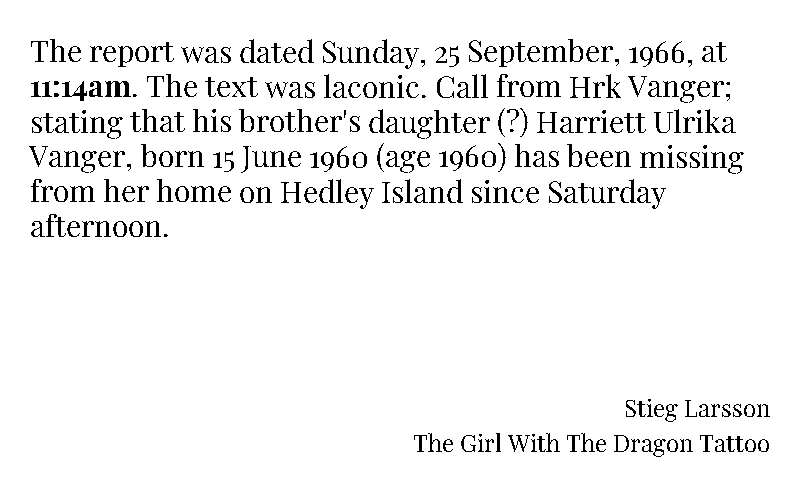 The report was dated Sunday, 25 September, 1966, at
11:14am. The text was laconic. Call from Hrk Vanger;
stating that his brother's daughter (?) Harriett Ulrika
Vanger, born 15 June 1960 (age 1960) has been missing
from her home on Hedley Island since Saturday
afternoon.
Stieg Larsson
The Girl With The Dragon Tattoo